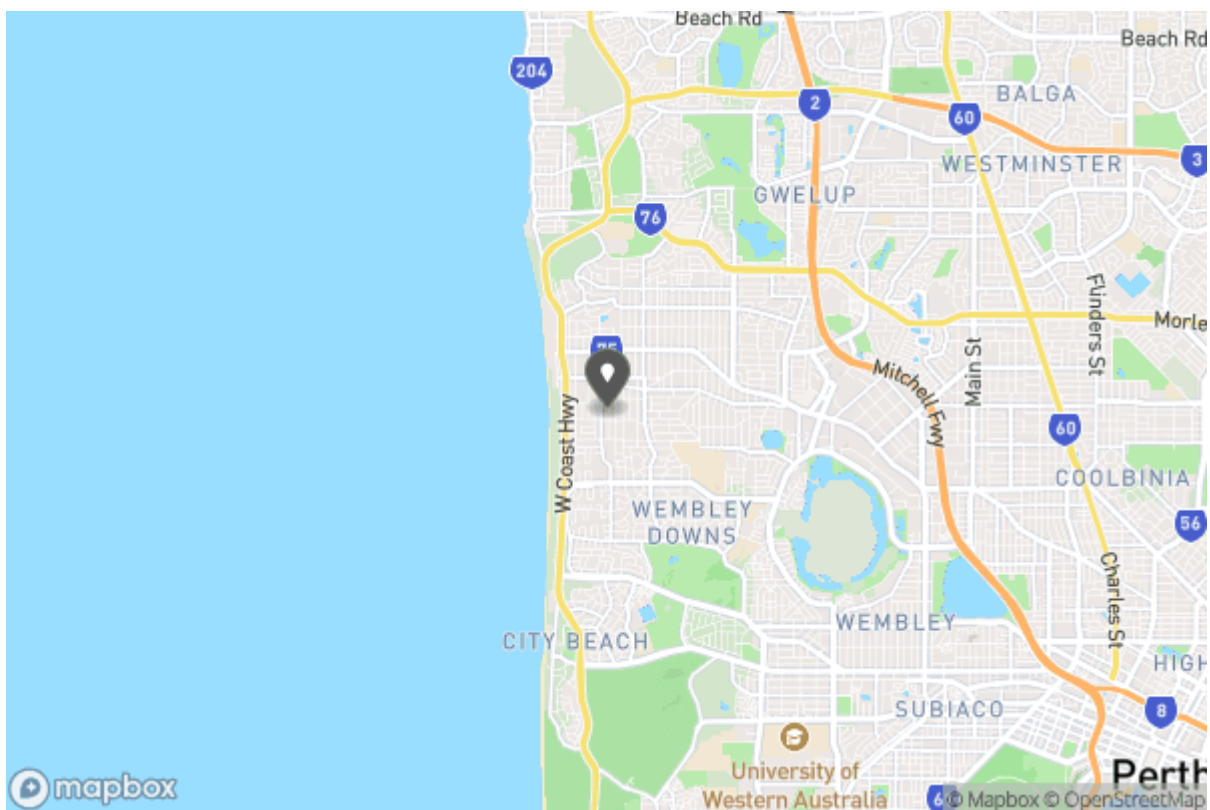 Beach Rd
Beach Rd
204
2
BALGA
60
WESTMINSTER
3
GWELUP
76
Flinders St
Morle
75
Main St
Mitchell Fwy
W Coast Hwy
60
COOLBINIA
WEMBLEY
DOWNS
56
Charles St
WEMBLEY
CITY BEACH
HIGH
SUBIACO
8
University of
Western Australia
Perth
mapbox
© Mapbox © OpenStreetMap